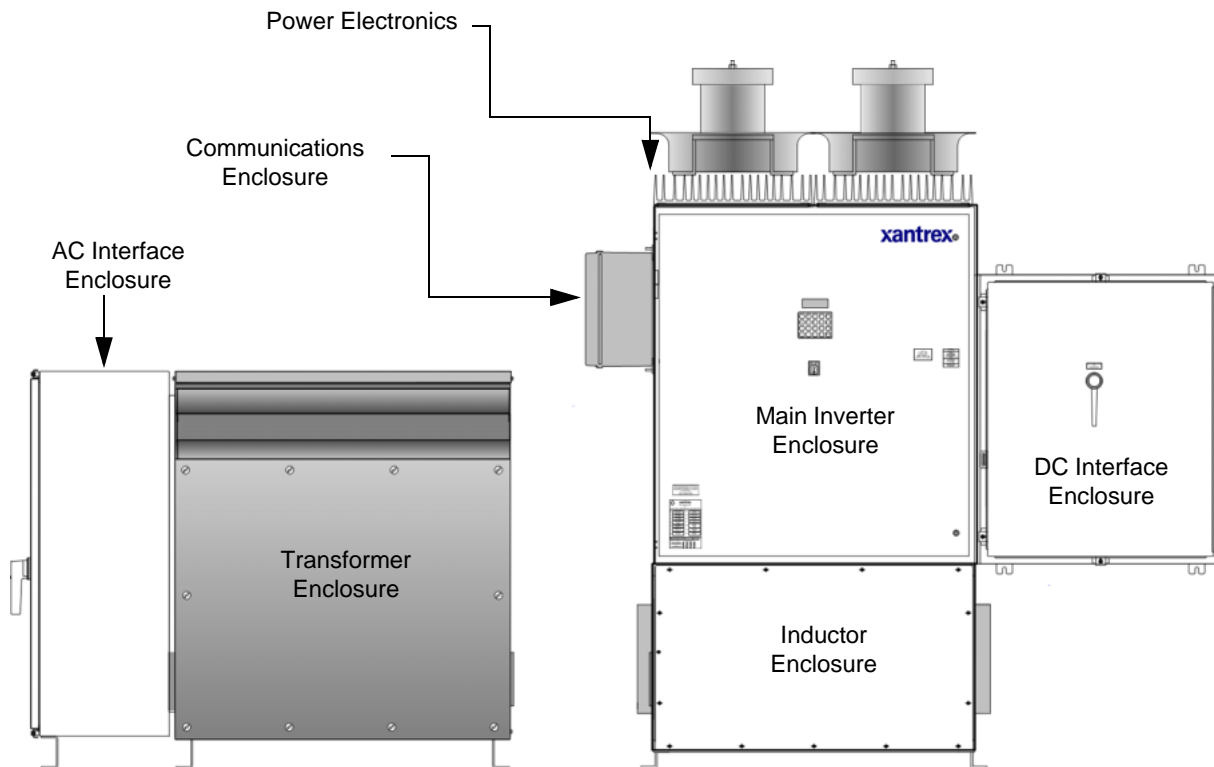 Power Electronics
Communications
Enclosure
AC Interface
Enclosure
xantrex
Main Inverter
Enclosure
DC Interface
Enclosure
Transformer
Enclosure
Inductor
Enclosure